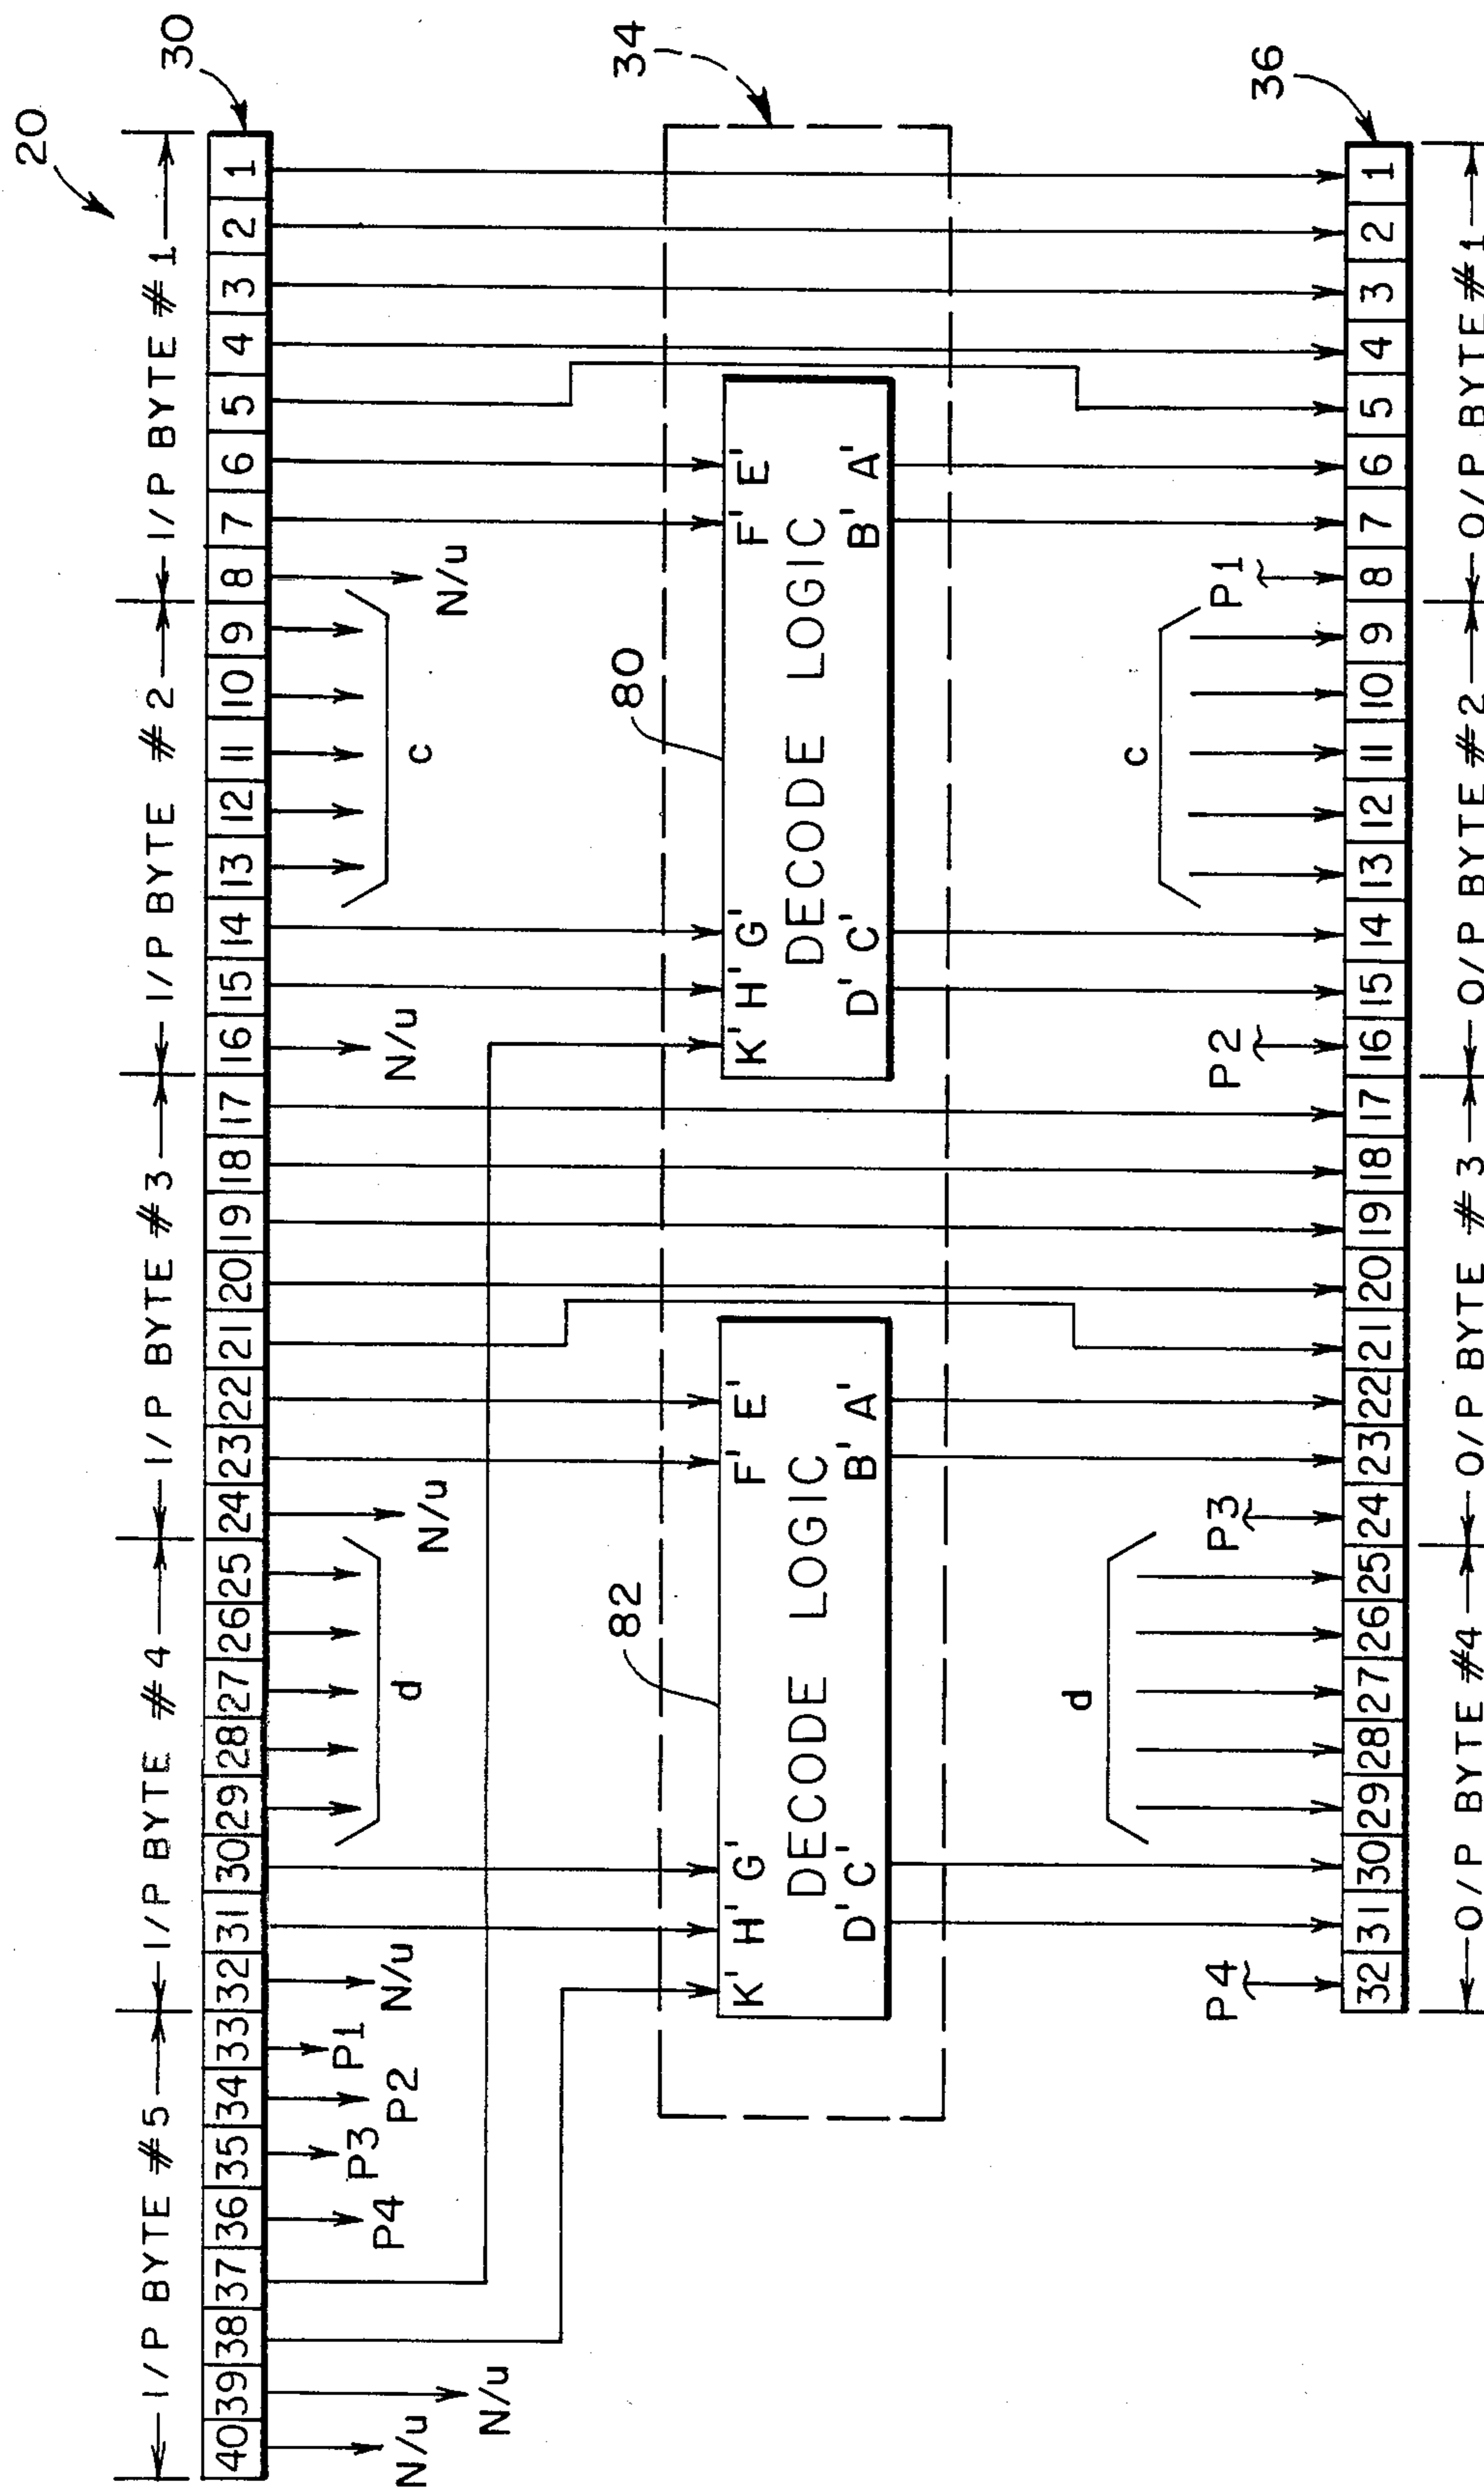 20
I/P BYTE #5 I/P BYTE #4 I/P BYTE #3 I/P BYTE #2 I/P BYTE #1
30
40 39 38 37 36 35 34 33 32 31 30 29 28 27 26 25 24 23 22 21 20 19 18 17 16 15 14 13 12 11 10 9 8 7 6 5 4 3 2 1
N/u N/u P4 P3 P2 P1 N/u d N/u N/u c N/u
82 80 34
K' H' G' F' E' K' H' G' F' E'
DECODE LOGIC DECODE LOGIC
D' C' B' A' D' C' B' A'
d c
P4 P3 P2 P1
36
32 31 30 29 28 27 26 25 24 23 22 21 20 19 18 17 16 15 14 13 12 11 10 9 8 7 6 5 4 3 2 1
O/P BYTE #4 O/P BYTE #3 O/P BYTE #2 O/P BYTE #1